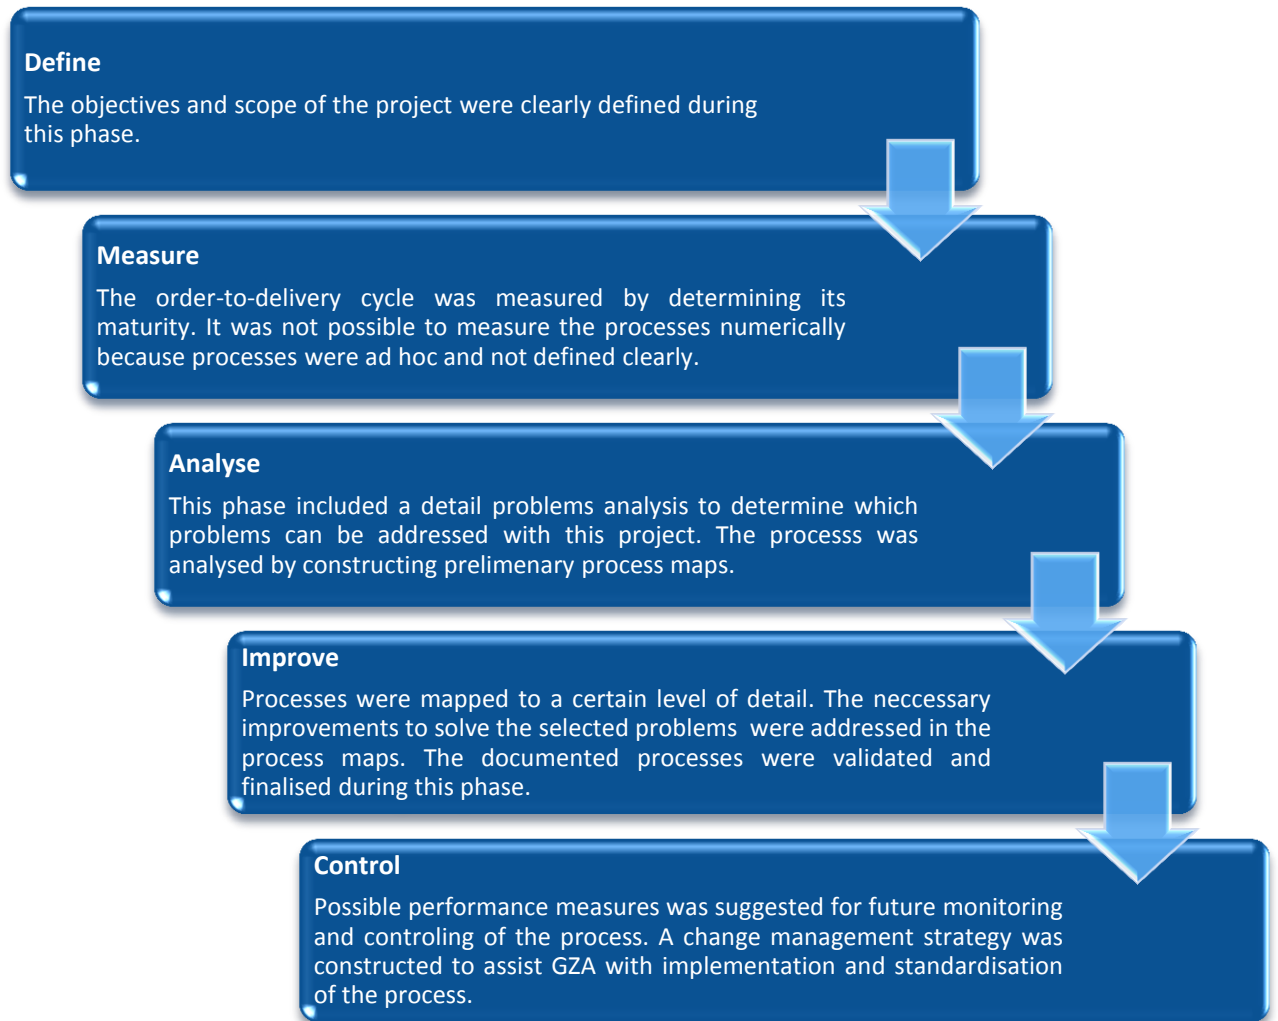 Define
The objectives and scope of the project were clearly defined during
this phase.
Measure
The order-to-delivery cycle was measured by determining its
maturity. It was not possible to measure the processes numerically
because processes were ad hoc and not defined clearly.
Analyse
This phase included a detail problems analysis to determine which
problems can be addressed with this project. The processs was
analysed by constructing prelimenary process maps.
Improve
Processes were mapped to a certain level of detail. The neccessary
improvements to solve the selected problems were addressed in the
process maps. The documented processes were validated and
finalised during this phase.
Control
Possible performance measures was suggested for future monitoring
and controling of the process. A change management strategy was
constructed to assist GZA with implementation and standardisation
of the process.